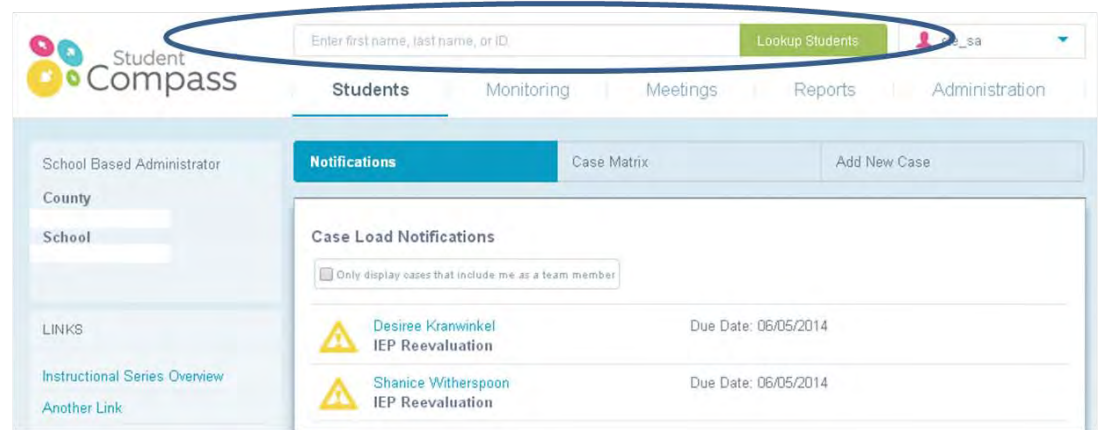 Student
Compass
Enter first name, last name, or ID.
Lookup Students
Students Monitoring Meetings Reports Administration
School Based Administrator
County
School
Notifications Case Matrix Add New Case
Case Load Notifications
Only display cases that include me as a team member
LINKS
Desiree Kranwinkel Due Date: 06/05/2014
IEP Reevaluation
Instructional Series Overview
Shanice Witherspoon Due Date: 06/05/2014
IEP Reevaluation
Another Link